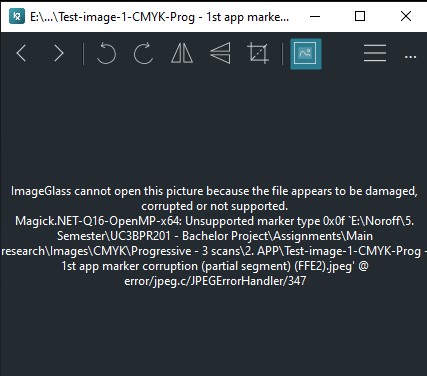 E:\...\Test-image-1-CMYK-Prog - 1st app marke...
ImageGlass cannot open this picture because the file appears to be damaged,
corrupted or not supported.
Magick.NET-Q16-OpenMP-x64: Unsupported marker type 0x0f `E:\Noroff\5.
Semester\UC3BPR201 - Bachelor Project\Assignments\Main
research\Images\CMYK\Progressive - 3 scans\2. APP\Test-image-1-CMYK-Prog -
1st app marker corruption (partial segment) (FFE2).jpeg' @
error/jpeg.c/JPEGErrorHandler/347